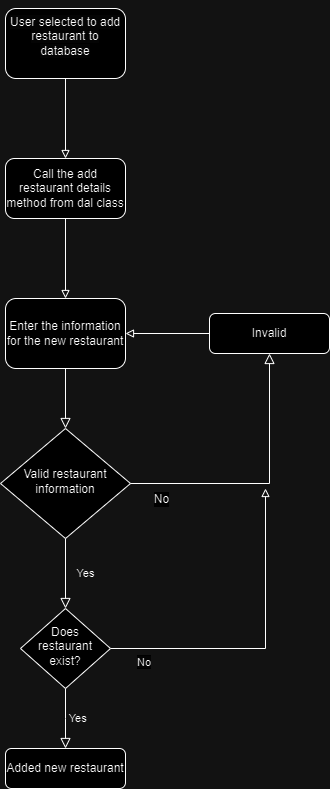 User selected to add
restaurant to
database
Call the add
restaurant details
method from dal class
Enter the information
for the new restaurant
Invalid
Valid restaurant
information
No
Yes
Does
restaurant
exist?
No
Yes
Added new restaurant